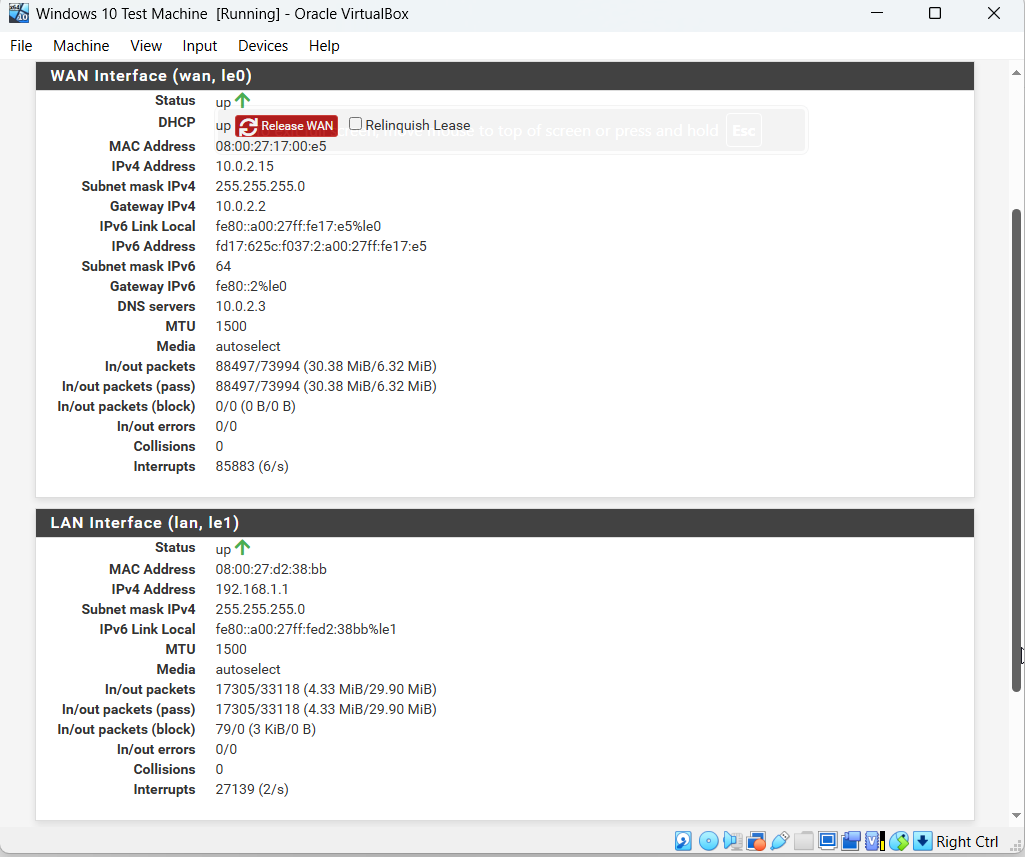 Windows 10 Test Machine [Running] - Oracle VirtualBox
File Machine View Input Devices Help
WAN Interface (wan, le0)
Status up
DHCP up Release WAN Relinquish Lease
to top of screen or press and hold Esc
MAC Address 08:00:27:17:00:e5
IPv4 Address 10.0.2.15
Subnet mask IPv4 255.255.255.0
Gateway IPv4 10.0.2.2
IPv6 Link Local fe80::a00:27ff:fe17:e5%le0
IPv6 Address fd17:625c:f037:2:a00:27ff:fe17:e5
Subnet mask IPv6 64
Gateway IPv6 fe80::2%le0
DNS servers 10.0.2.3
MTU 1500
Media autoselect
In/out packets 88497/73994 (30.38 MiB/6.32 MiB)
In/out packets (pass) 88497/73994 (30.38 MiB/6.32 MiB)
In/out packets (block) 0/0 (0 B/0 B)
In/out errors 0/0
Collisions 0
Interrupts 85883 (6/s)
LAN Interface (lan, le1)
Status up
MAC Address 08:00:27:d2:38:bb
IPv4 Address 192.168.1.1
Subnet mask IPv4 255.255.255.0
IPv6 Link Local fe80::a00:27ff:fed2:38bb%le1
MTU 1500
Media autoselect
In/out packets 17305/33118 (4.33 MiB/29.90 MiB)
In/out packets (pass) 17305/33118 (4.33 MiB/29.90 MiB)
In/out packets (block) 79/0 (3 KiB/0 B)
In/out errors 0/0
Collisions 0
Interrupts 27139 (2/s)
Right Ctrl